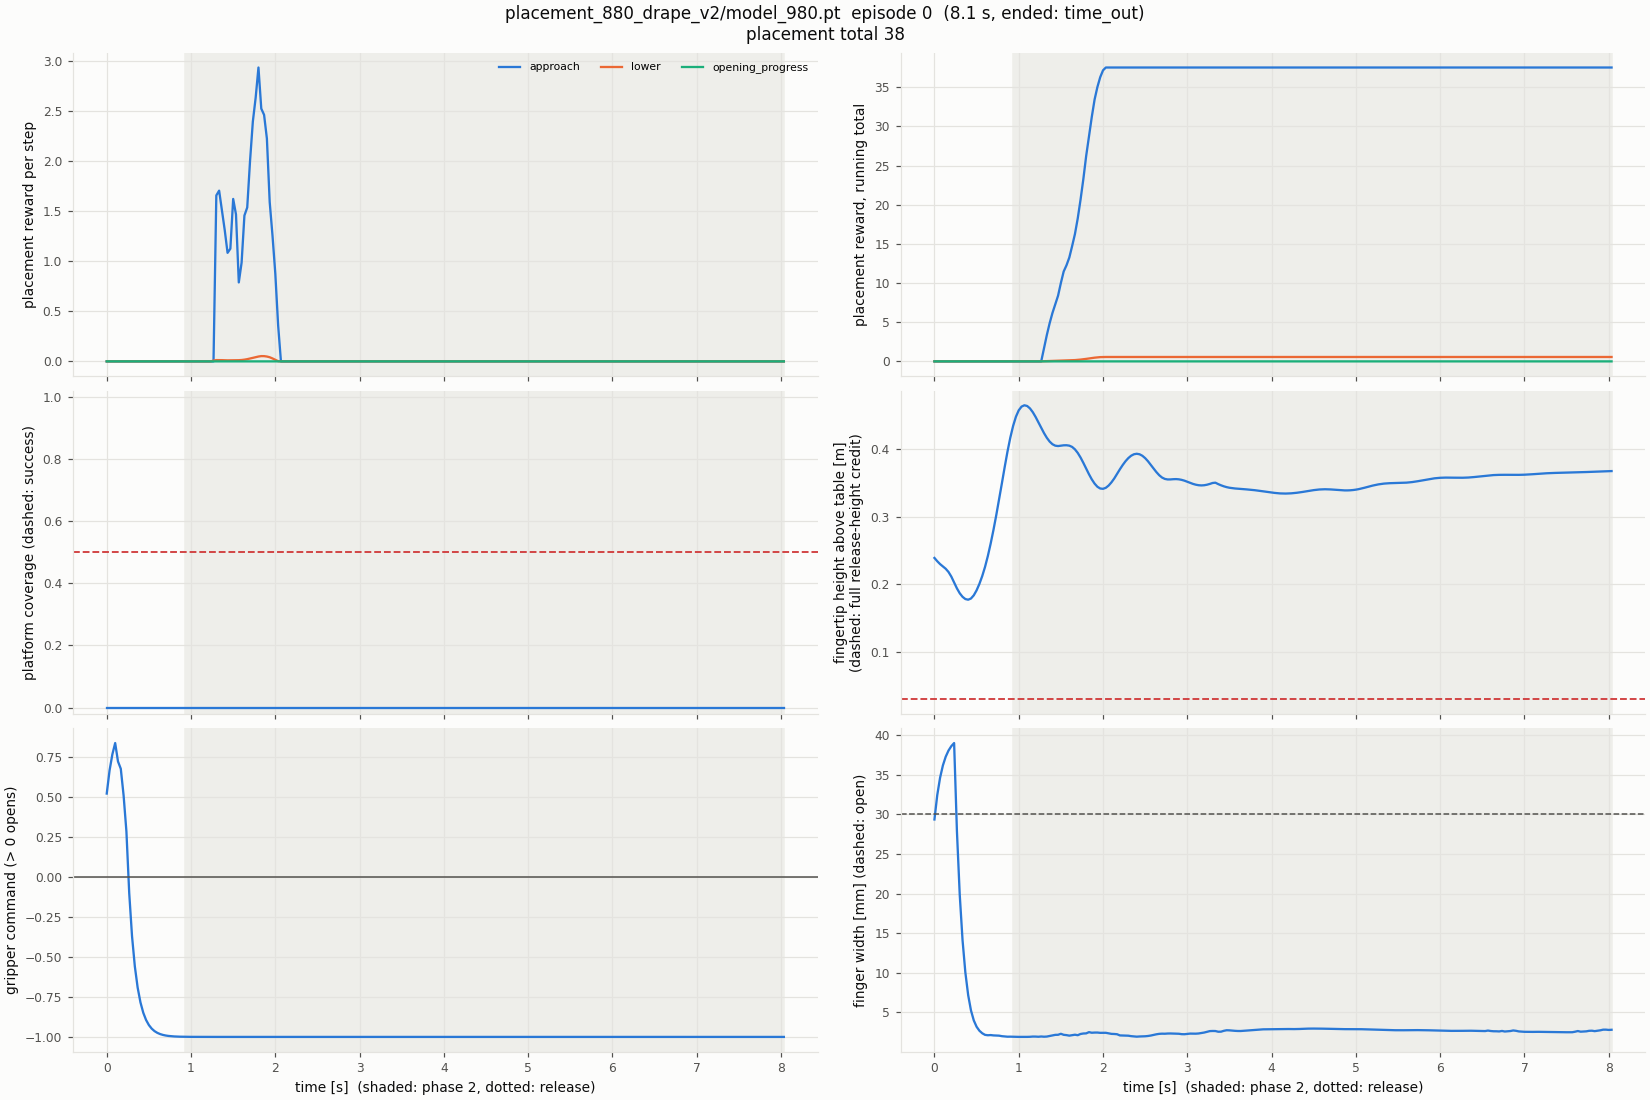 placement_880_drape_v2/model_980.pt  episode 0  (8.1 s, ended: time_out)
placement total 38
placement reward per step
3.0
2.5
2.0
1.5
1.0
0.5
0.0
approach
lower
opening_progress
placement reward, running total
35
30
25
20
15
10
5
0
platform coverage (dashed: success)
1.0
0.8
0.6
0.4
0.2
0.0
fingertip height above table [m]
(dashed: full release-height credit)
0.4
0.3
0.2
0.1
gripper command (> 0 opens)
0.75
0.50
0.25
0.00
−0.25
−0.50
−0.75
−1.00
0 1 2 3 4 5 6 7 8
time [s]  (shaded: phase 2, dotted: release)
finger width [mm] (dashed: open)
40
35
30
25
20
15
10
5
0 1 2 3 4 5 6 7 8
time [s]  (shaded: phase 2, dotted: release)